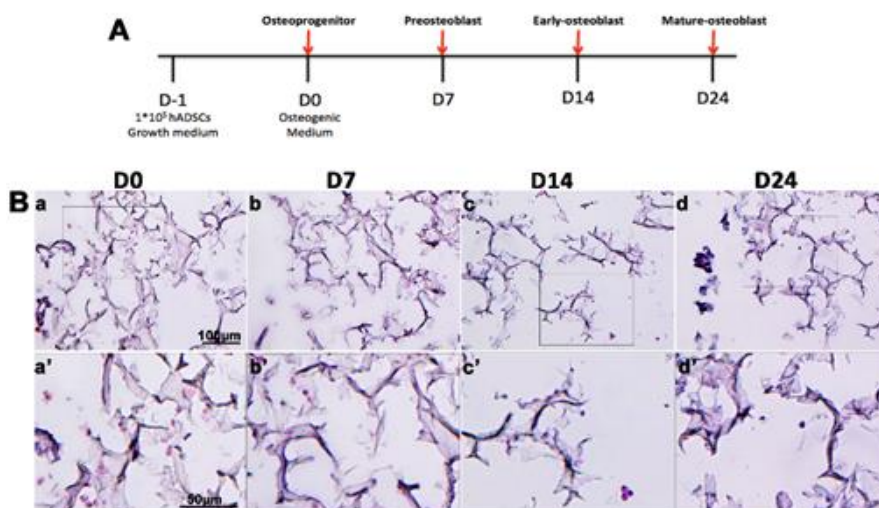 A
Osteoprogenitor Preosteoblast Early-osteoblast Mature-osteoblast
D-1 D0 D7 D14 D24
1*10⁵ hADSCs Osteogenic
Growth medium Medium
D0 D7 D14 D24
B
a b c d
100μm
a' b' c' d'
50μm